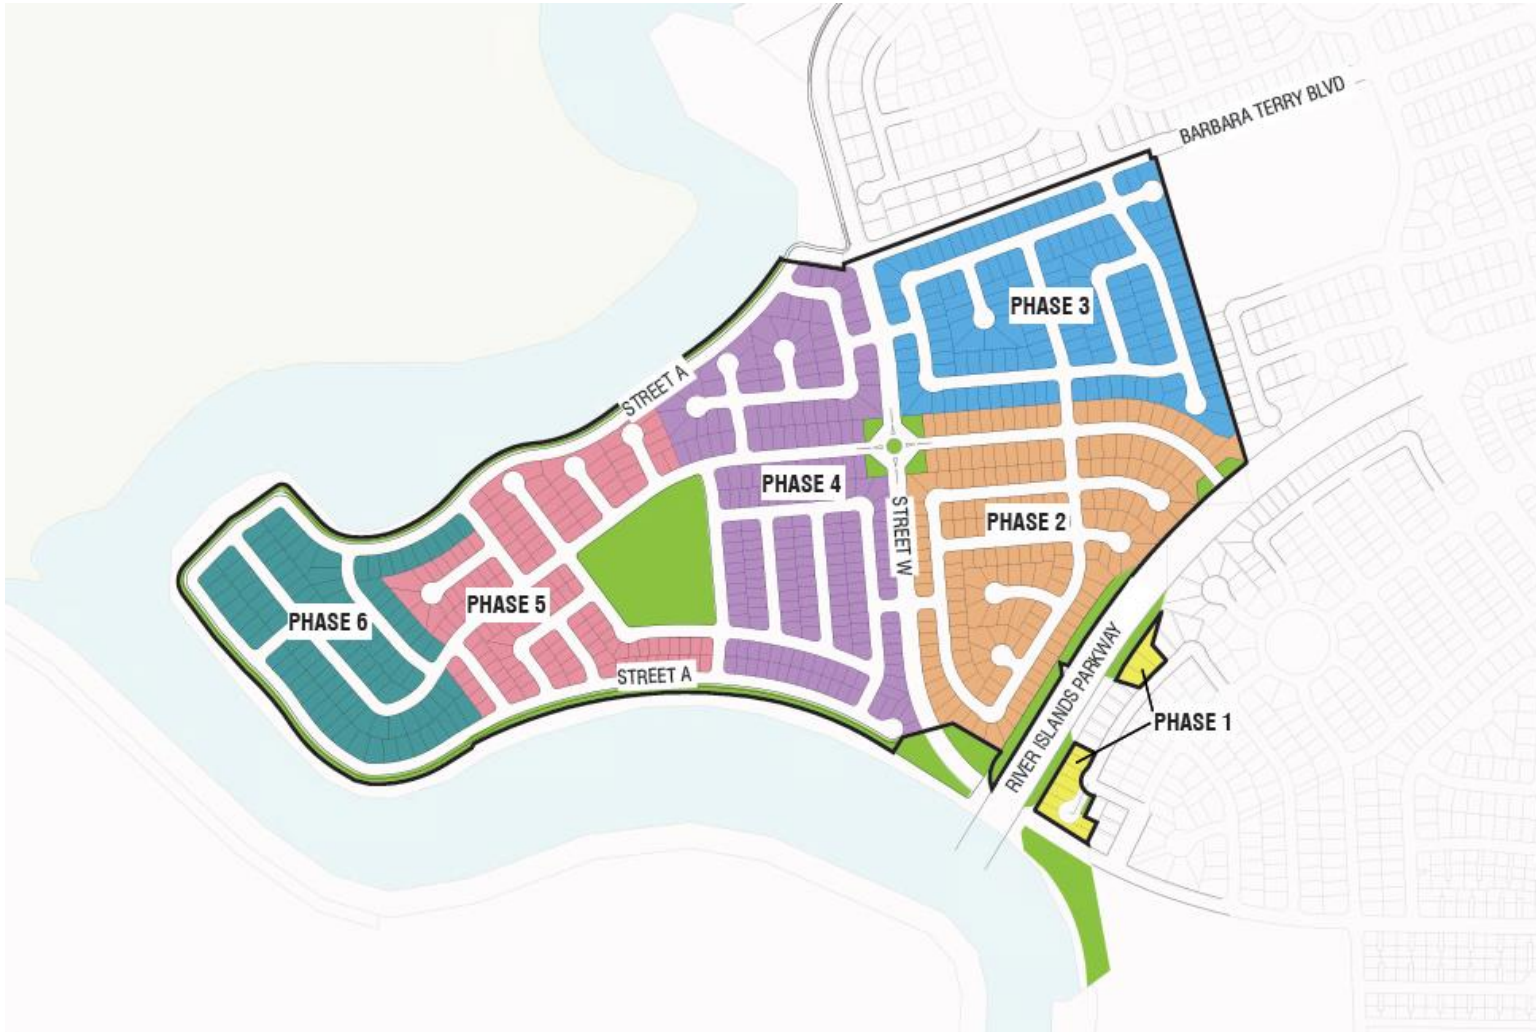 BARBARA TERRY BLVD
PHASE 3
STREET A
PHASE 4
STREET W
PHASE 2
PHASE 5
PHASE 6
STREET A
RIVER ISLANDS PARKWAY
PHASE 1